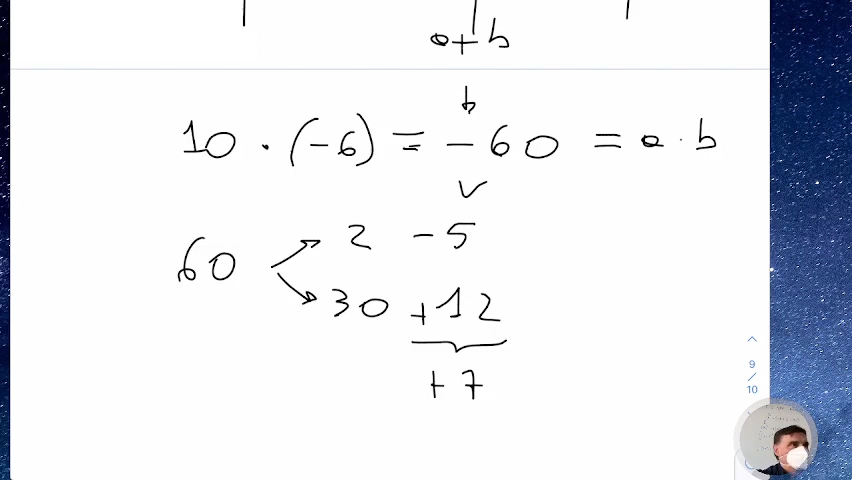 a+b
↓
10 · (-6) = -60 = a · b
✓
60 2 -5
30 +12
+7
9
/
10